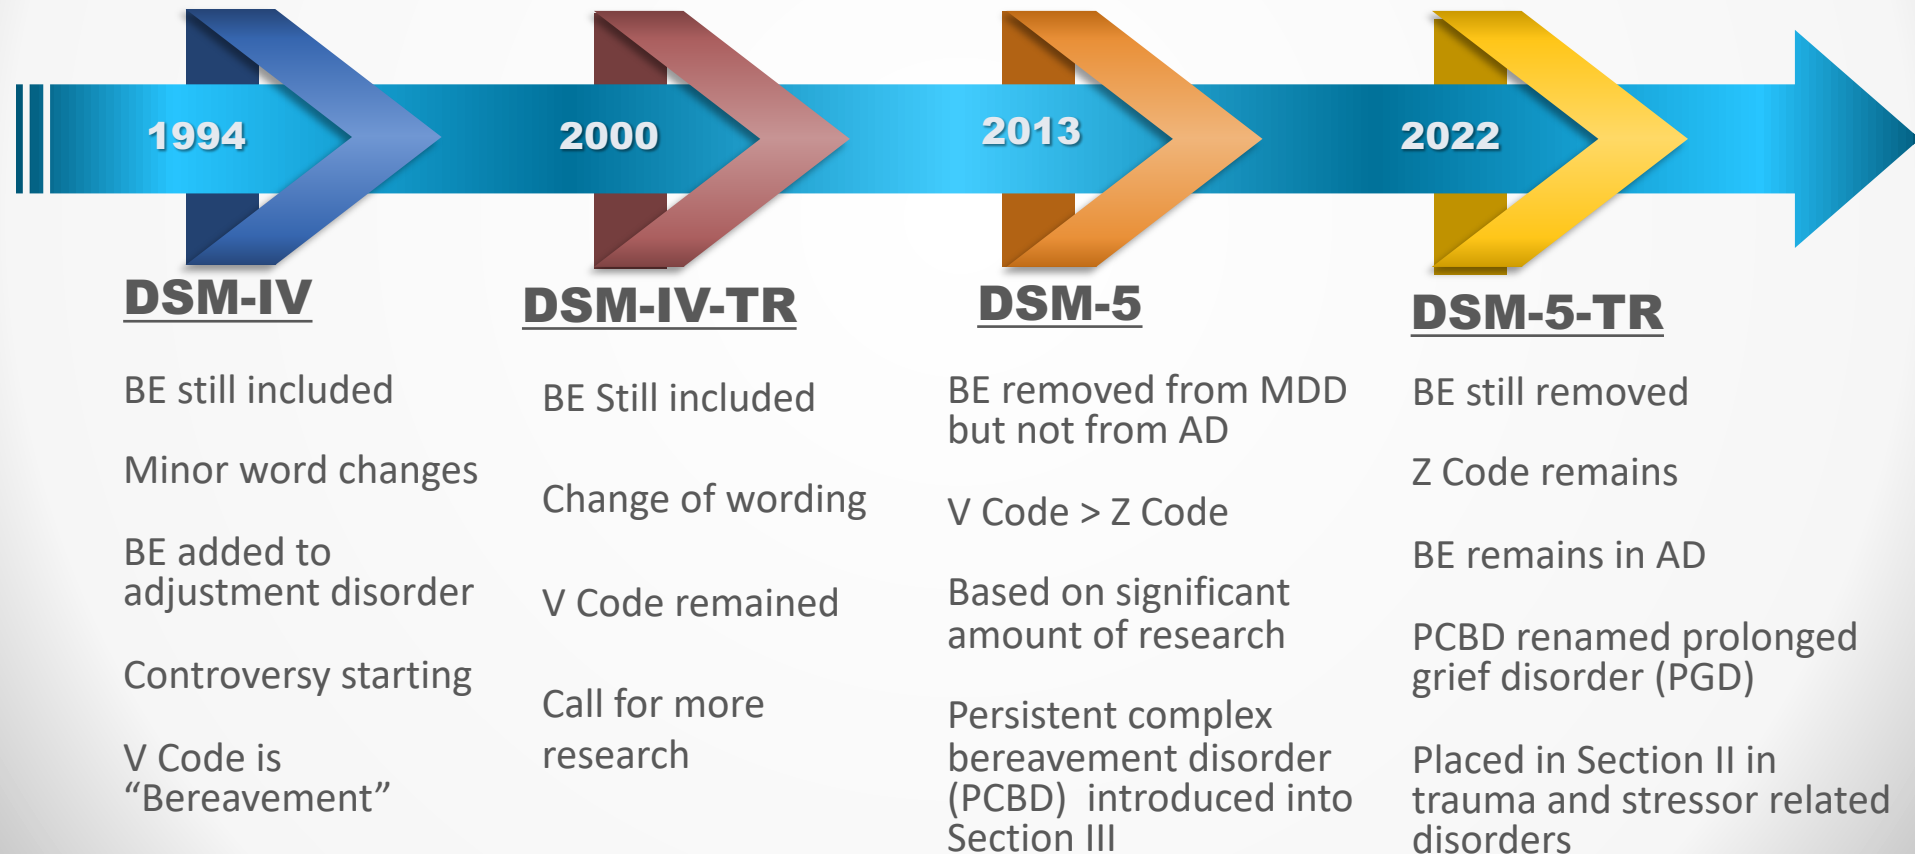 1994
2000
2013
2022
DSM-IV
BE still included
Minor word changes
BE added to
adjustment disorder
Controversy starting
V Code is
“Bereavement”
DSM-IV-TR
BE Still included
Change of wording
V Code remained
Call for more
research
DSM-5
BE removed from MDD
but not from AD
V Code > Z Code
Based on significant
amount of research
Persistent complex
bereavement disorder
(PCBD) introduced into
Section III
DSM-5-TR
BE still removed
Z Code remains
BE remains in AD
PCBD renamed prolonged
grief disorder (PGD)
Placed in Section II in
trauma and stressor related
disorders